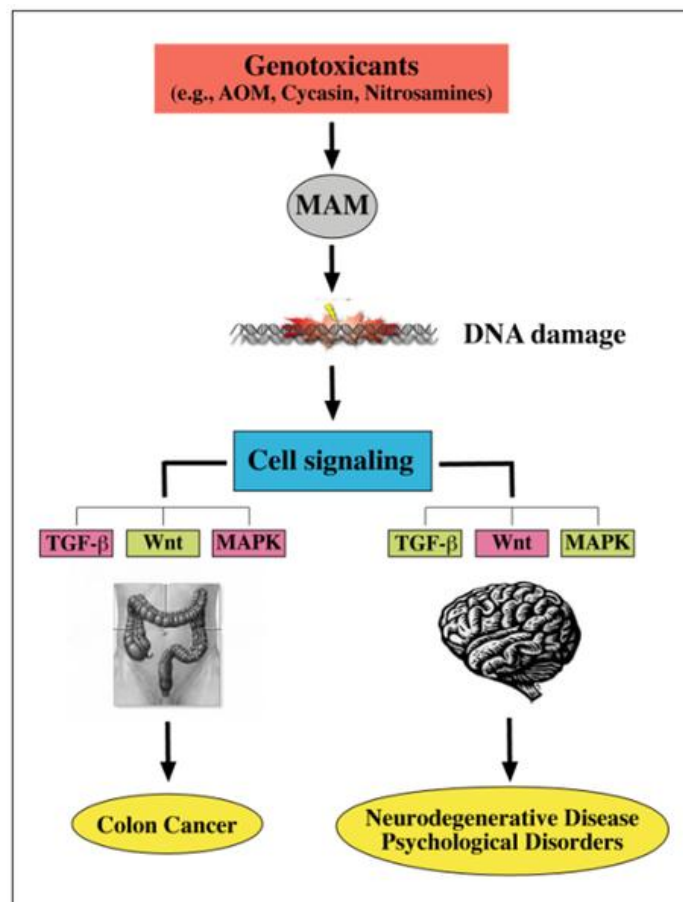 Genotoxicants
(e.g., AOM, Cycasin, Nitrosamines)
MAM
DNA damage
Cell signaling
TGF-β Wnt MAPK
TGF-β Wnt MAPK
Colon Cancer
Neurodegenerative Disease
Psychological Disorders